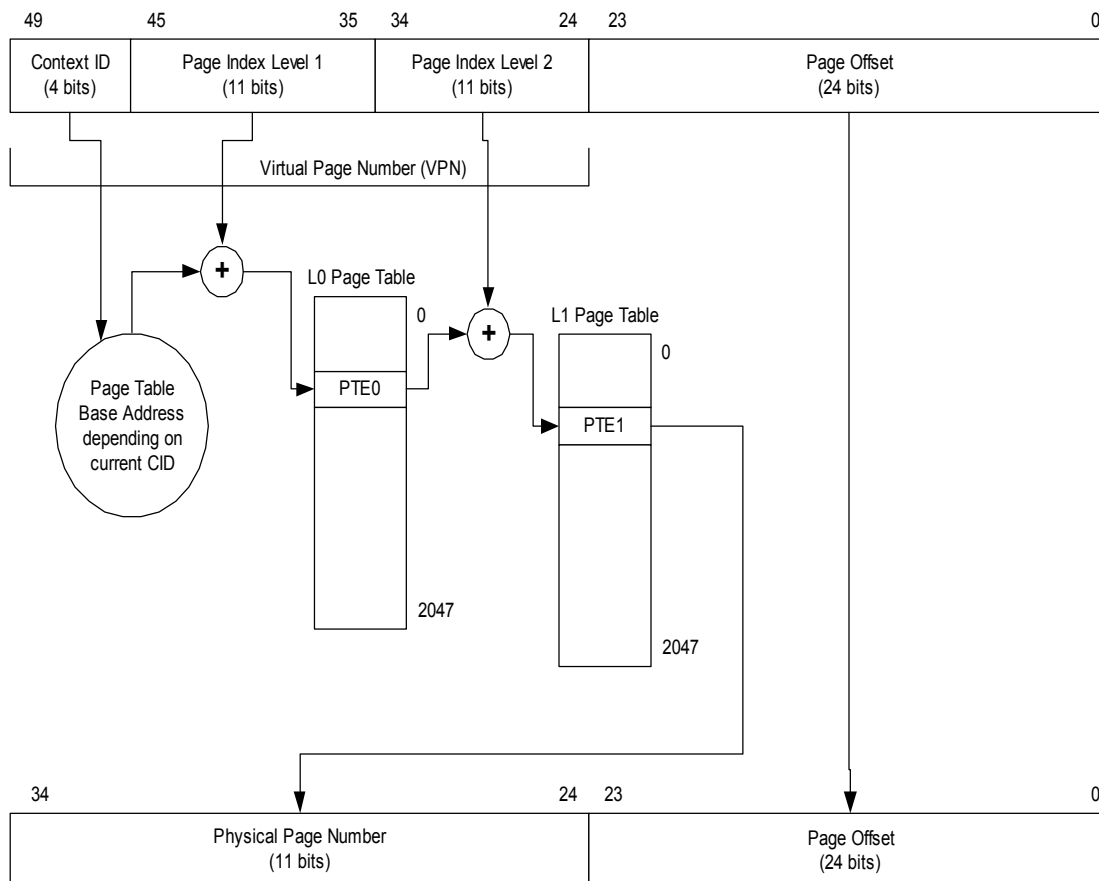 49 45 35 34 24 23 0
Context ID
(4 bits)
Page Index Level 1
(11 bits)
Page Index Level 2
(11 bits)
Page Offset
(24 bits)
Virtual Page Number (VPN)
+
L0 Page Table
0
PTE0
2047
+
L1 Page Table
0
PTE1
2047
Page Table
Base Address
depending on
current CID
34 24 23 0
Physical Page Number
(11 bits)
Page Offset
(24 bits)